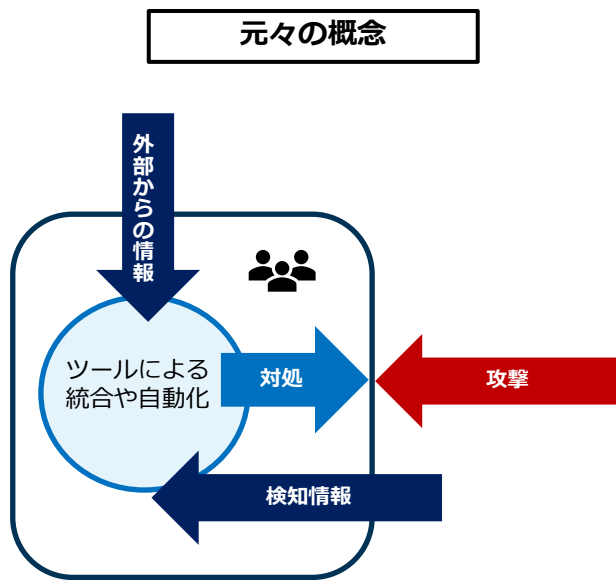 元々の概念
外部からの情報
ツールによる
統合や自動化
対処
攻撃
検知情報